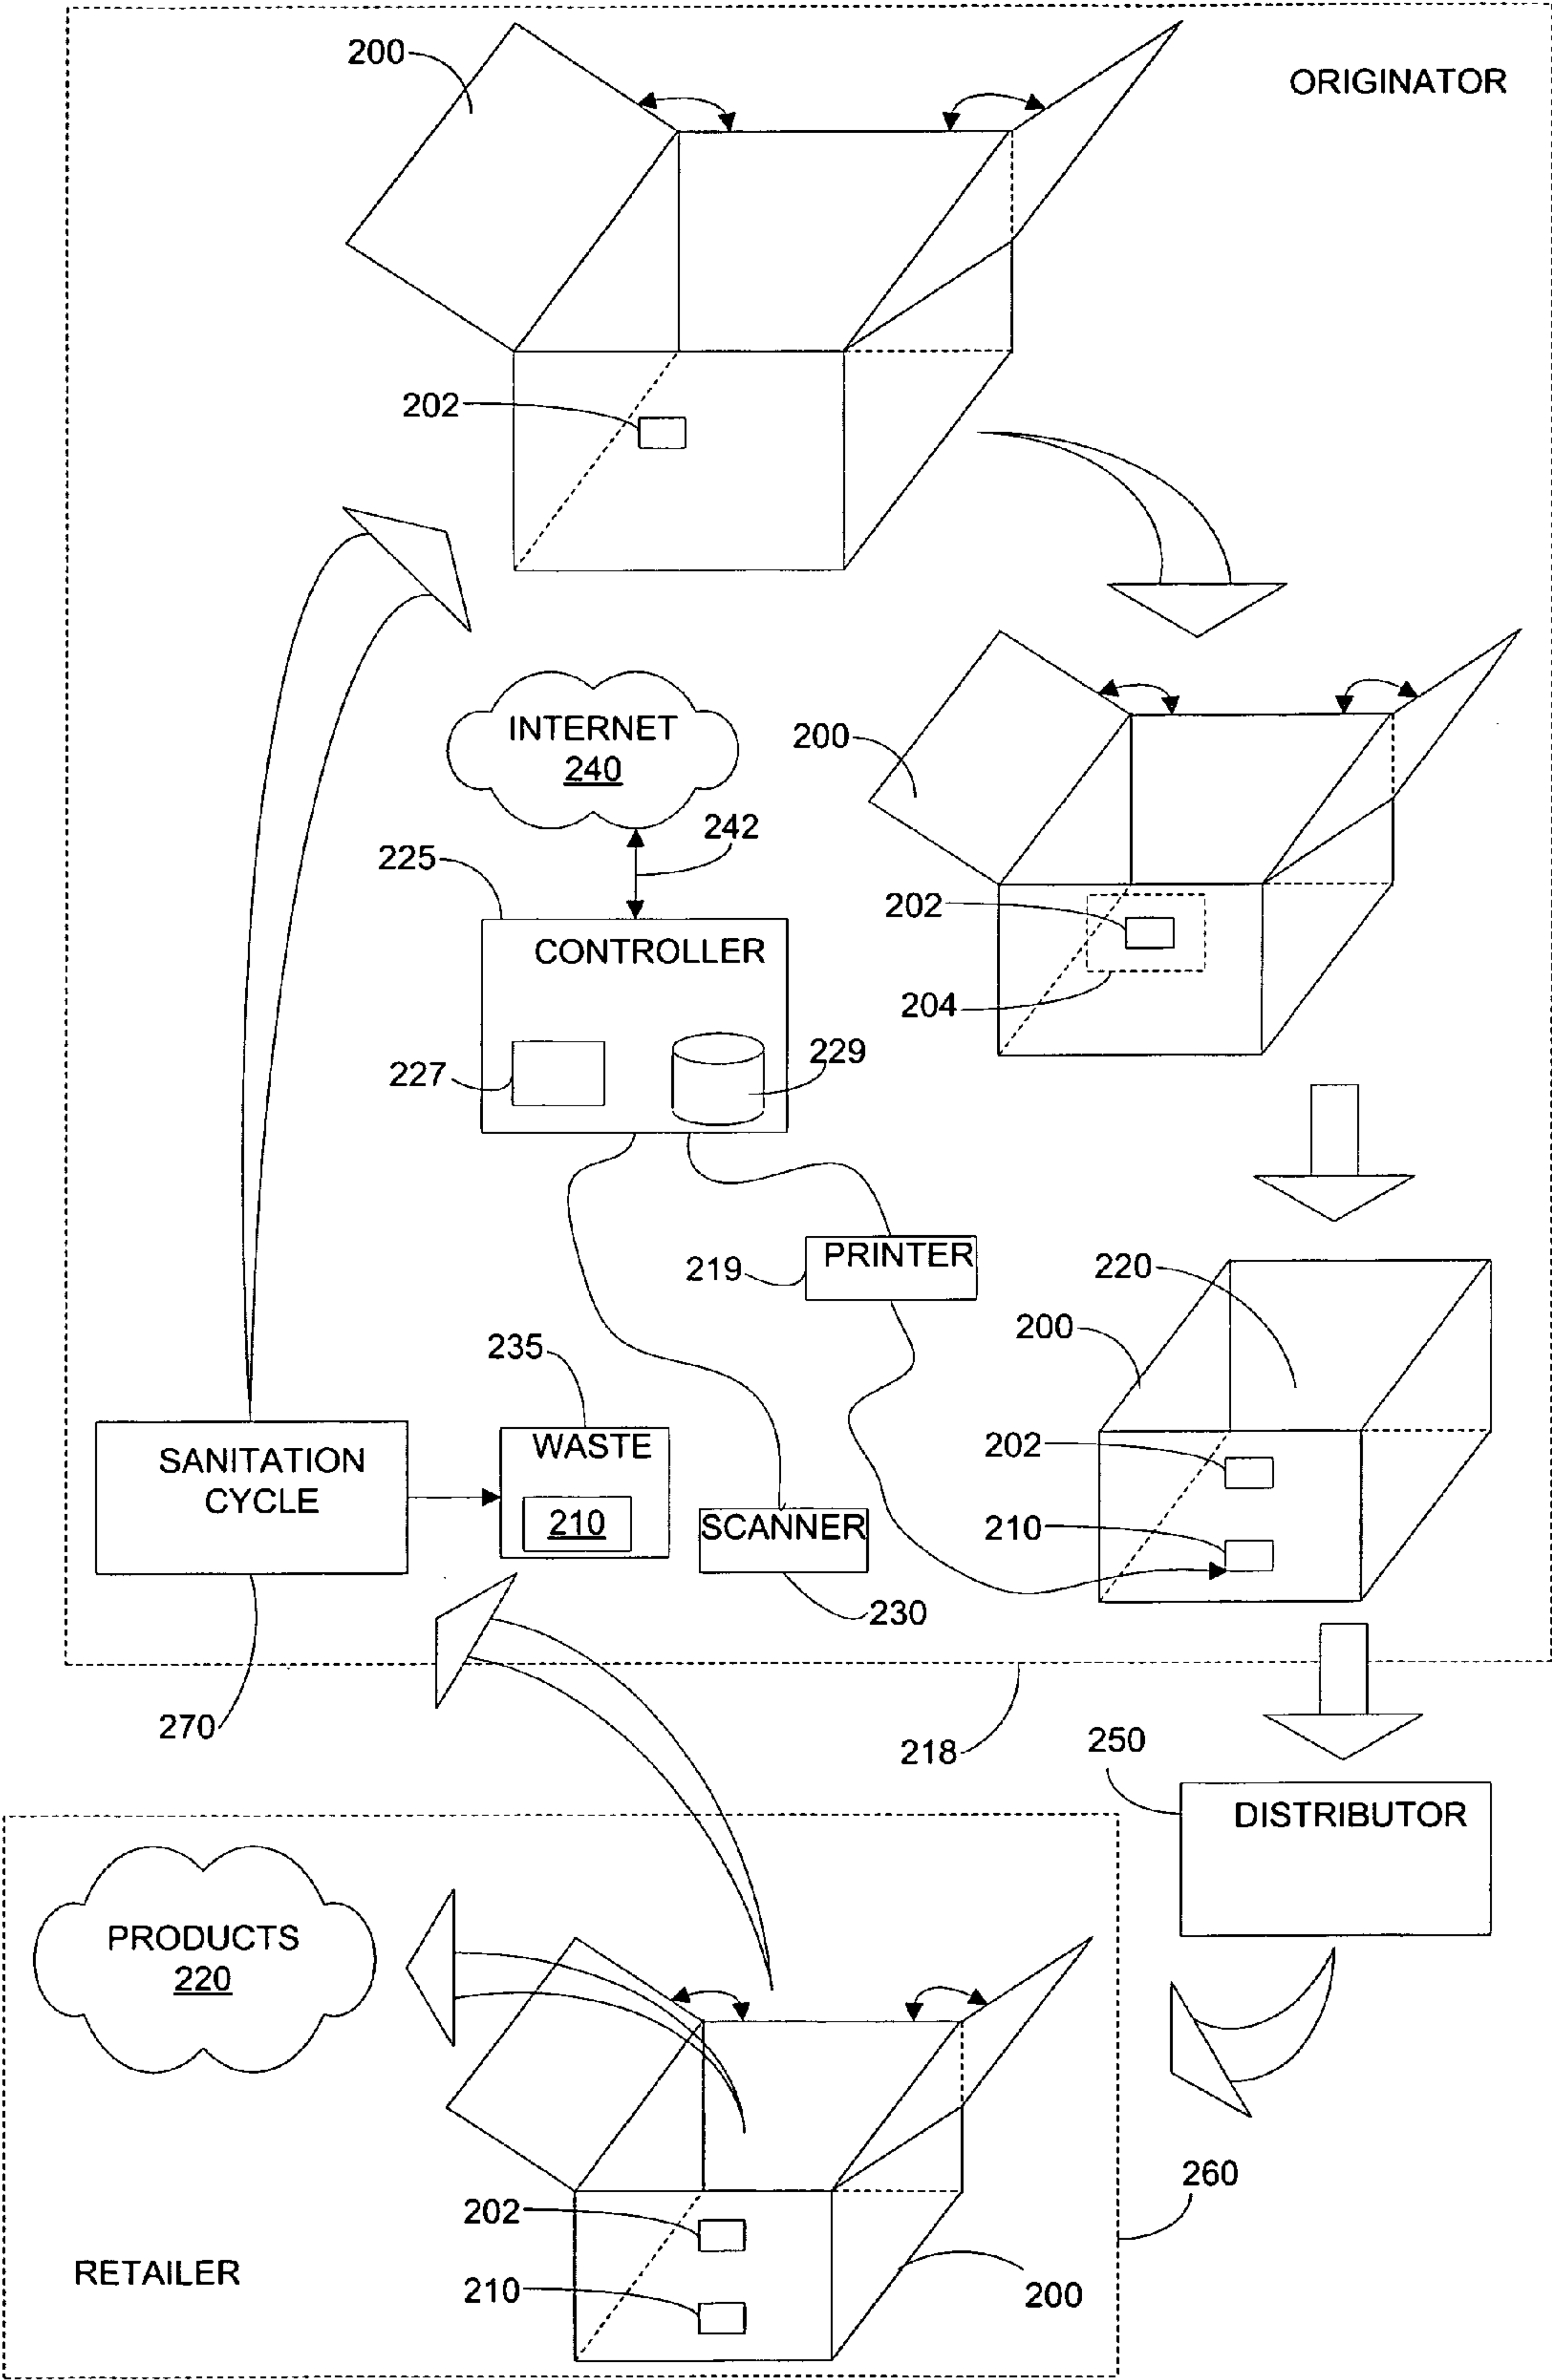 200
ORIGINATOR
202
INTERNET
240
200
242
225
202
CONTROLLER
204
227
229
PRINTER
219
220
200
235
SANITATION
CYCLE
WASTE
210
202
SCANNER
210
230
270
218
250
DISTRIBUTOR
PRODUCTS
220
260
202
RETAILER
210
200